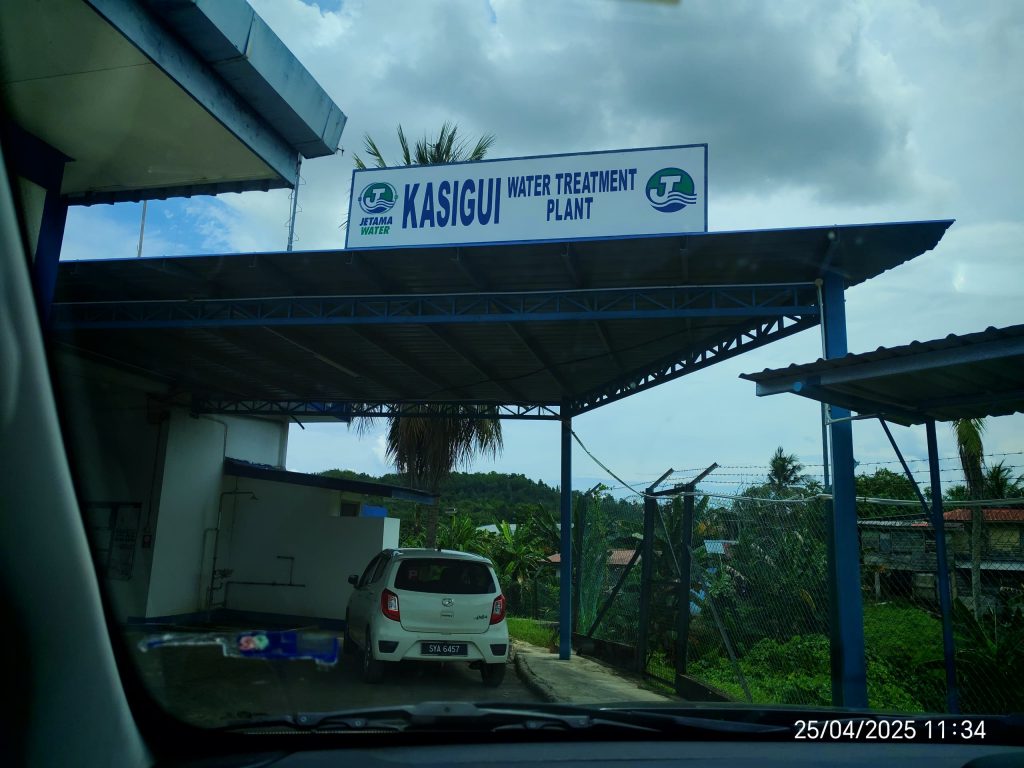 JETAMA
WATER
KASIGUI
WATER TREATMENT
PLANT
SYA 6457
25/04/2025 11:34